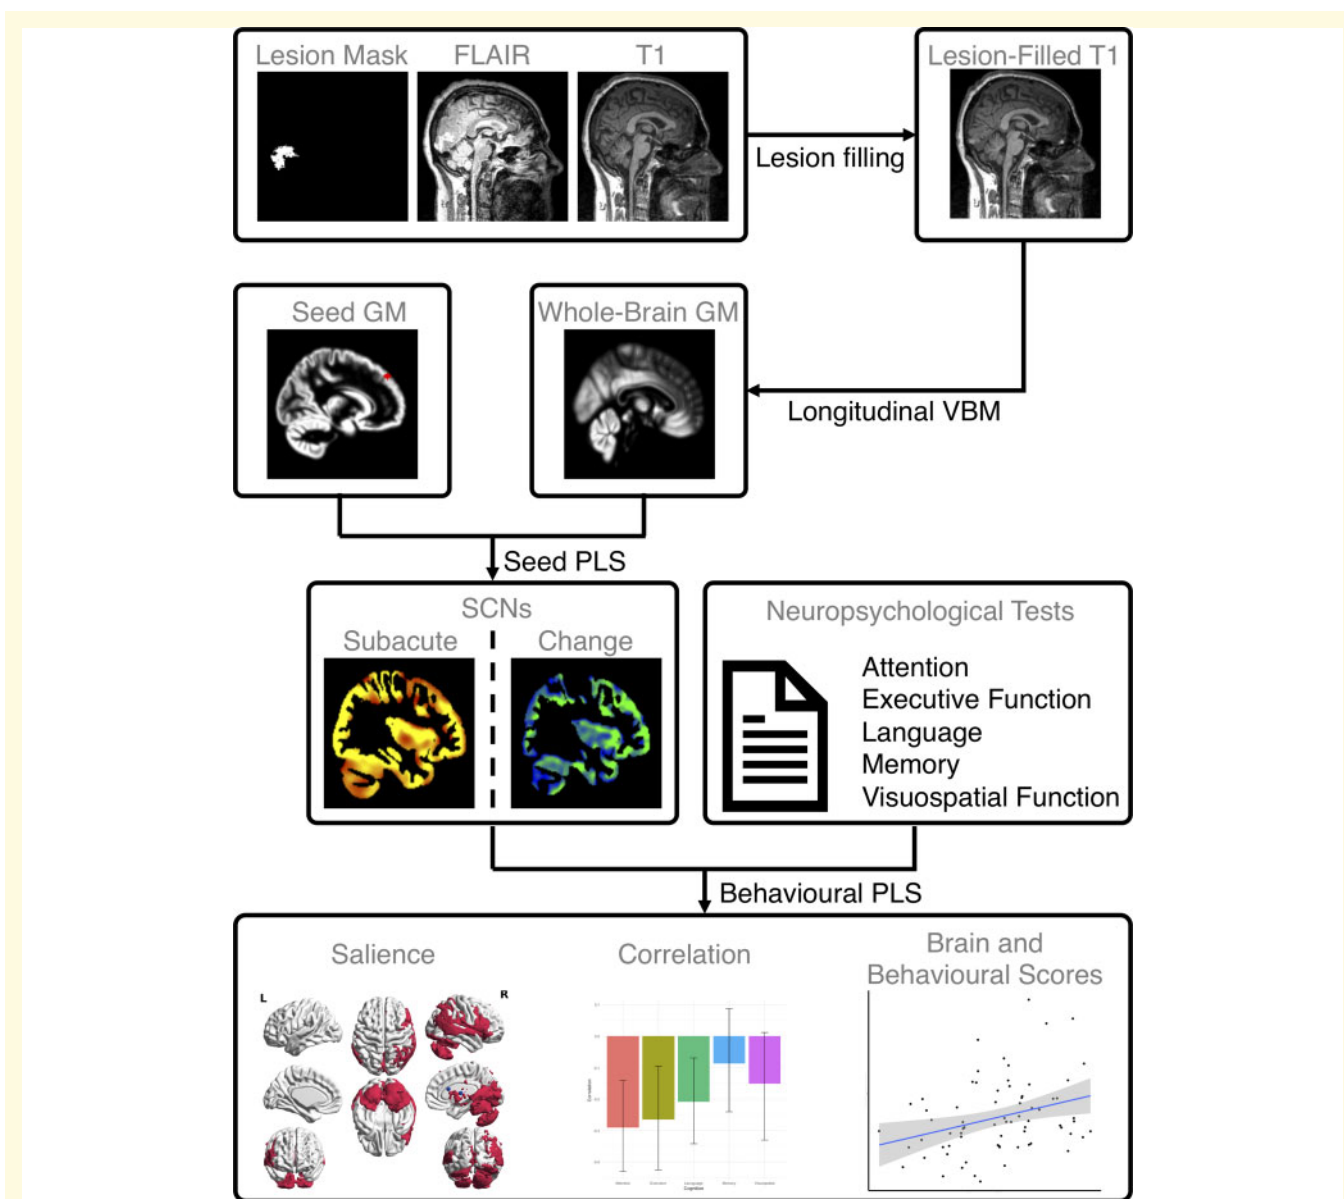 Lesion Mask
FLAIR
T1
Lesion-Filled T1
Lesion filling
Seed GM
Whole-Brain GM
Longitudinal VBM
Seed PLS
SCNs
Subacute
Change
Neuropsychological Tests
Attention
Executive Function
Language
Memory
Visuospatial Function
Behavioural PLS
Salience
Correlation
Brain and
Behavioural Scores
L
R
Correlation
Cognition